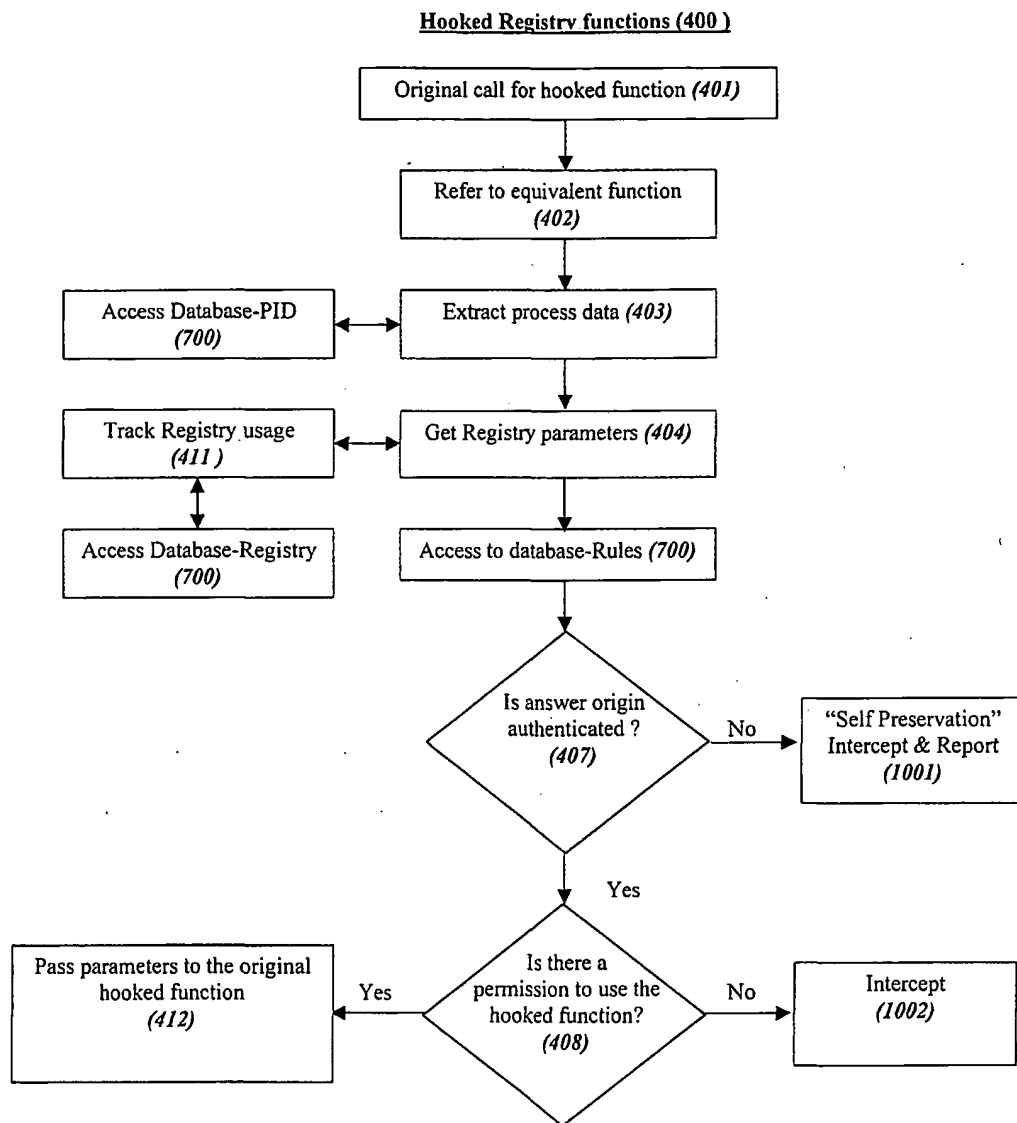 Hooked Registry functions (400 )
Original call for hooked function (401)
Refer to equivalent function
(402)
Access Database-PID
(700)
Extract process data (403)
Track Registry usage
(411 )
Get Registry parameters (404)
Access Database-Registry
(700)
Access to database-Rules (700)
Is answer origin
authenticated ?
(407)
No
"Self Preservation"
Intercept & Report
(1001)
Yes
Pass parameters to the original
hooked function
(412)
Yes
Is there a
permission to use the
hooked function?
(408)
No
Intercept
(1002)